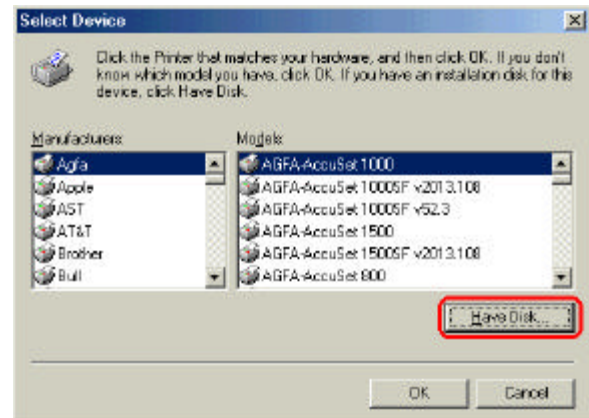 Select Device
Click the Printer that matches your hardware, and then click OK. If you don't
know which model you have, click OK. If you have an installation disk for this
device, click Have Disk.
Manufacturers:
Models:
Agfa
Apple
AST
AT&T
Brother
Bull
AGFA-AccuSet 1000
AGFA-AccuSet 1000SF v2013.108
AGFA-AccuSet 1000SF v52.3
AGFA-AccuSet 1500
AGFA-AccuSet 1500SF v2013.108
AGFA-AccuSet 800
Have Disk...
OK
Cancel